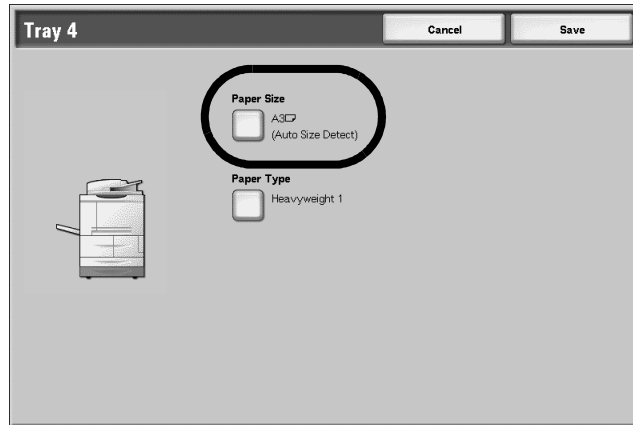 Tray 4
Cancel
Save
Paper Size
A3
(Auto Size Detect)
Paper Type
Heavyweight 1